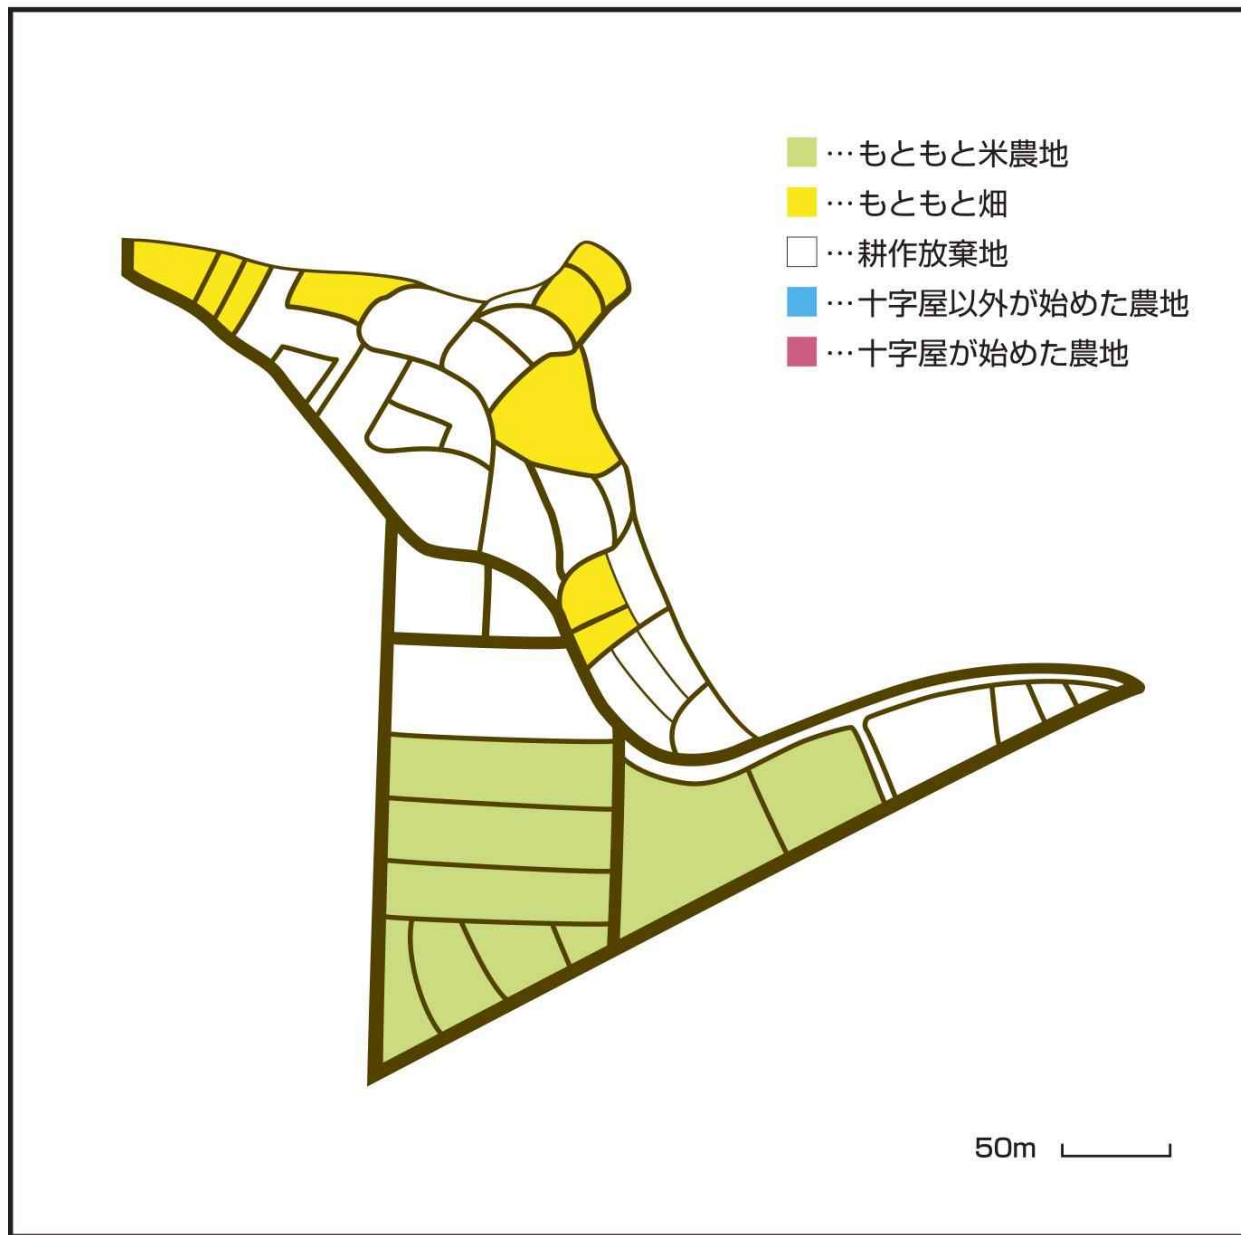 …もともと米農地
…もともと畑
…耕作放棄地
…十字屋以外が始めた農地
…十字屋が始めた農地
50m